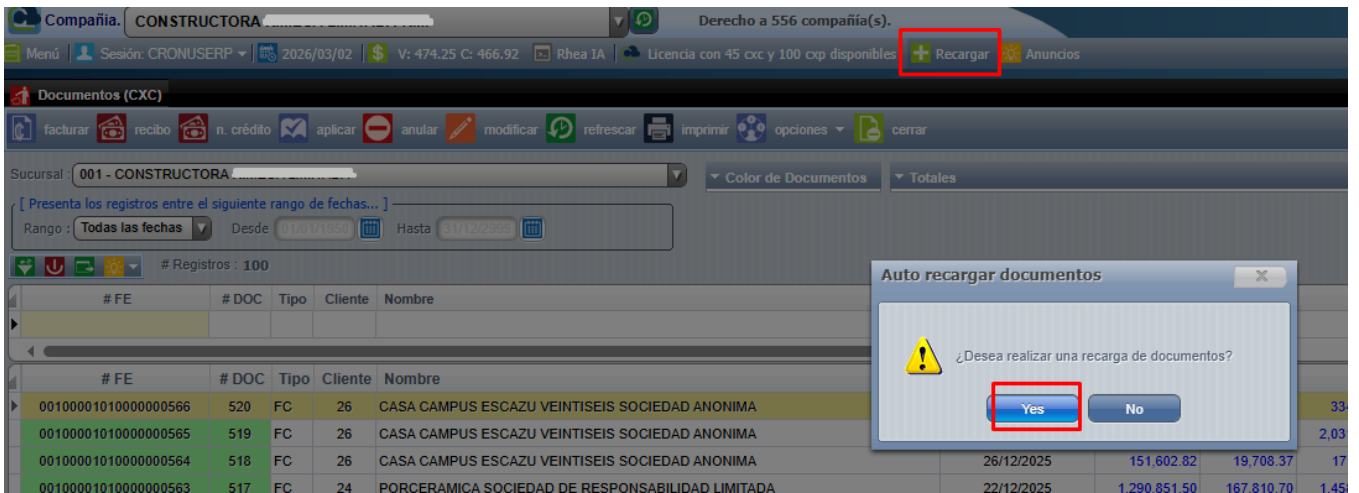 Compañia. CONSTRUCTORA Derecho a 556 compañía(s).
Menú Sesión: CRONUSERP 2026/03/02 V: 474.25 C: 466.92 Rhea IA Licencia con 45 cxc y 100 cxp disponibles Recargar Anuncios
Documentos (CXC)
facturar recibo n. crédito aplicar anular modificar refrescar imprimir opciones cerrar
Sucursal : 001 - CONSTRUCTORA Color de Documentos Totales
[ Presenta los registros entre el siguiente rango de fechas... ]
Rango : Todas las fechas Desde 01/01/1950 Hasta 31/12/2999
# Registros : 100
Auto recargar documentos
# FE # DOC Tipo Cliente Nombre
¿Desea realizar una recarga de documentos?
Yes No
# FE # DOC Tipo Cliente Nombre
00100001010000000566 520 FC 26 CASA CAMPUS ESCAZU VEINTISEIS SOCIEDAD ANONIMA
00100001010000000565 519 FC 26 CASA CAMPUS ESCAZU VEINTISEIS SOCIEDAD ANONIMA
00100001010000000564 518 FC 26 CASA CAMPUS ESCAZU VEINTISEIS SOCIEDAD ANONIMA 26/12/2025 151,602.82 19,708.37
00100001010000000563 517 FC 24 PORCERAMICA SOCIEDAD DE RESPONSABILIDAD LIMITADA 22/12/2025 1,290,851.50 167,810.70